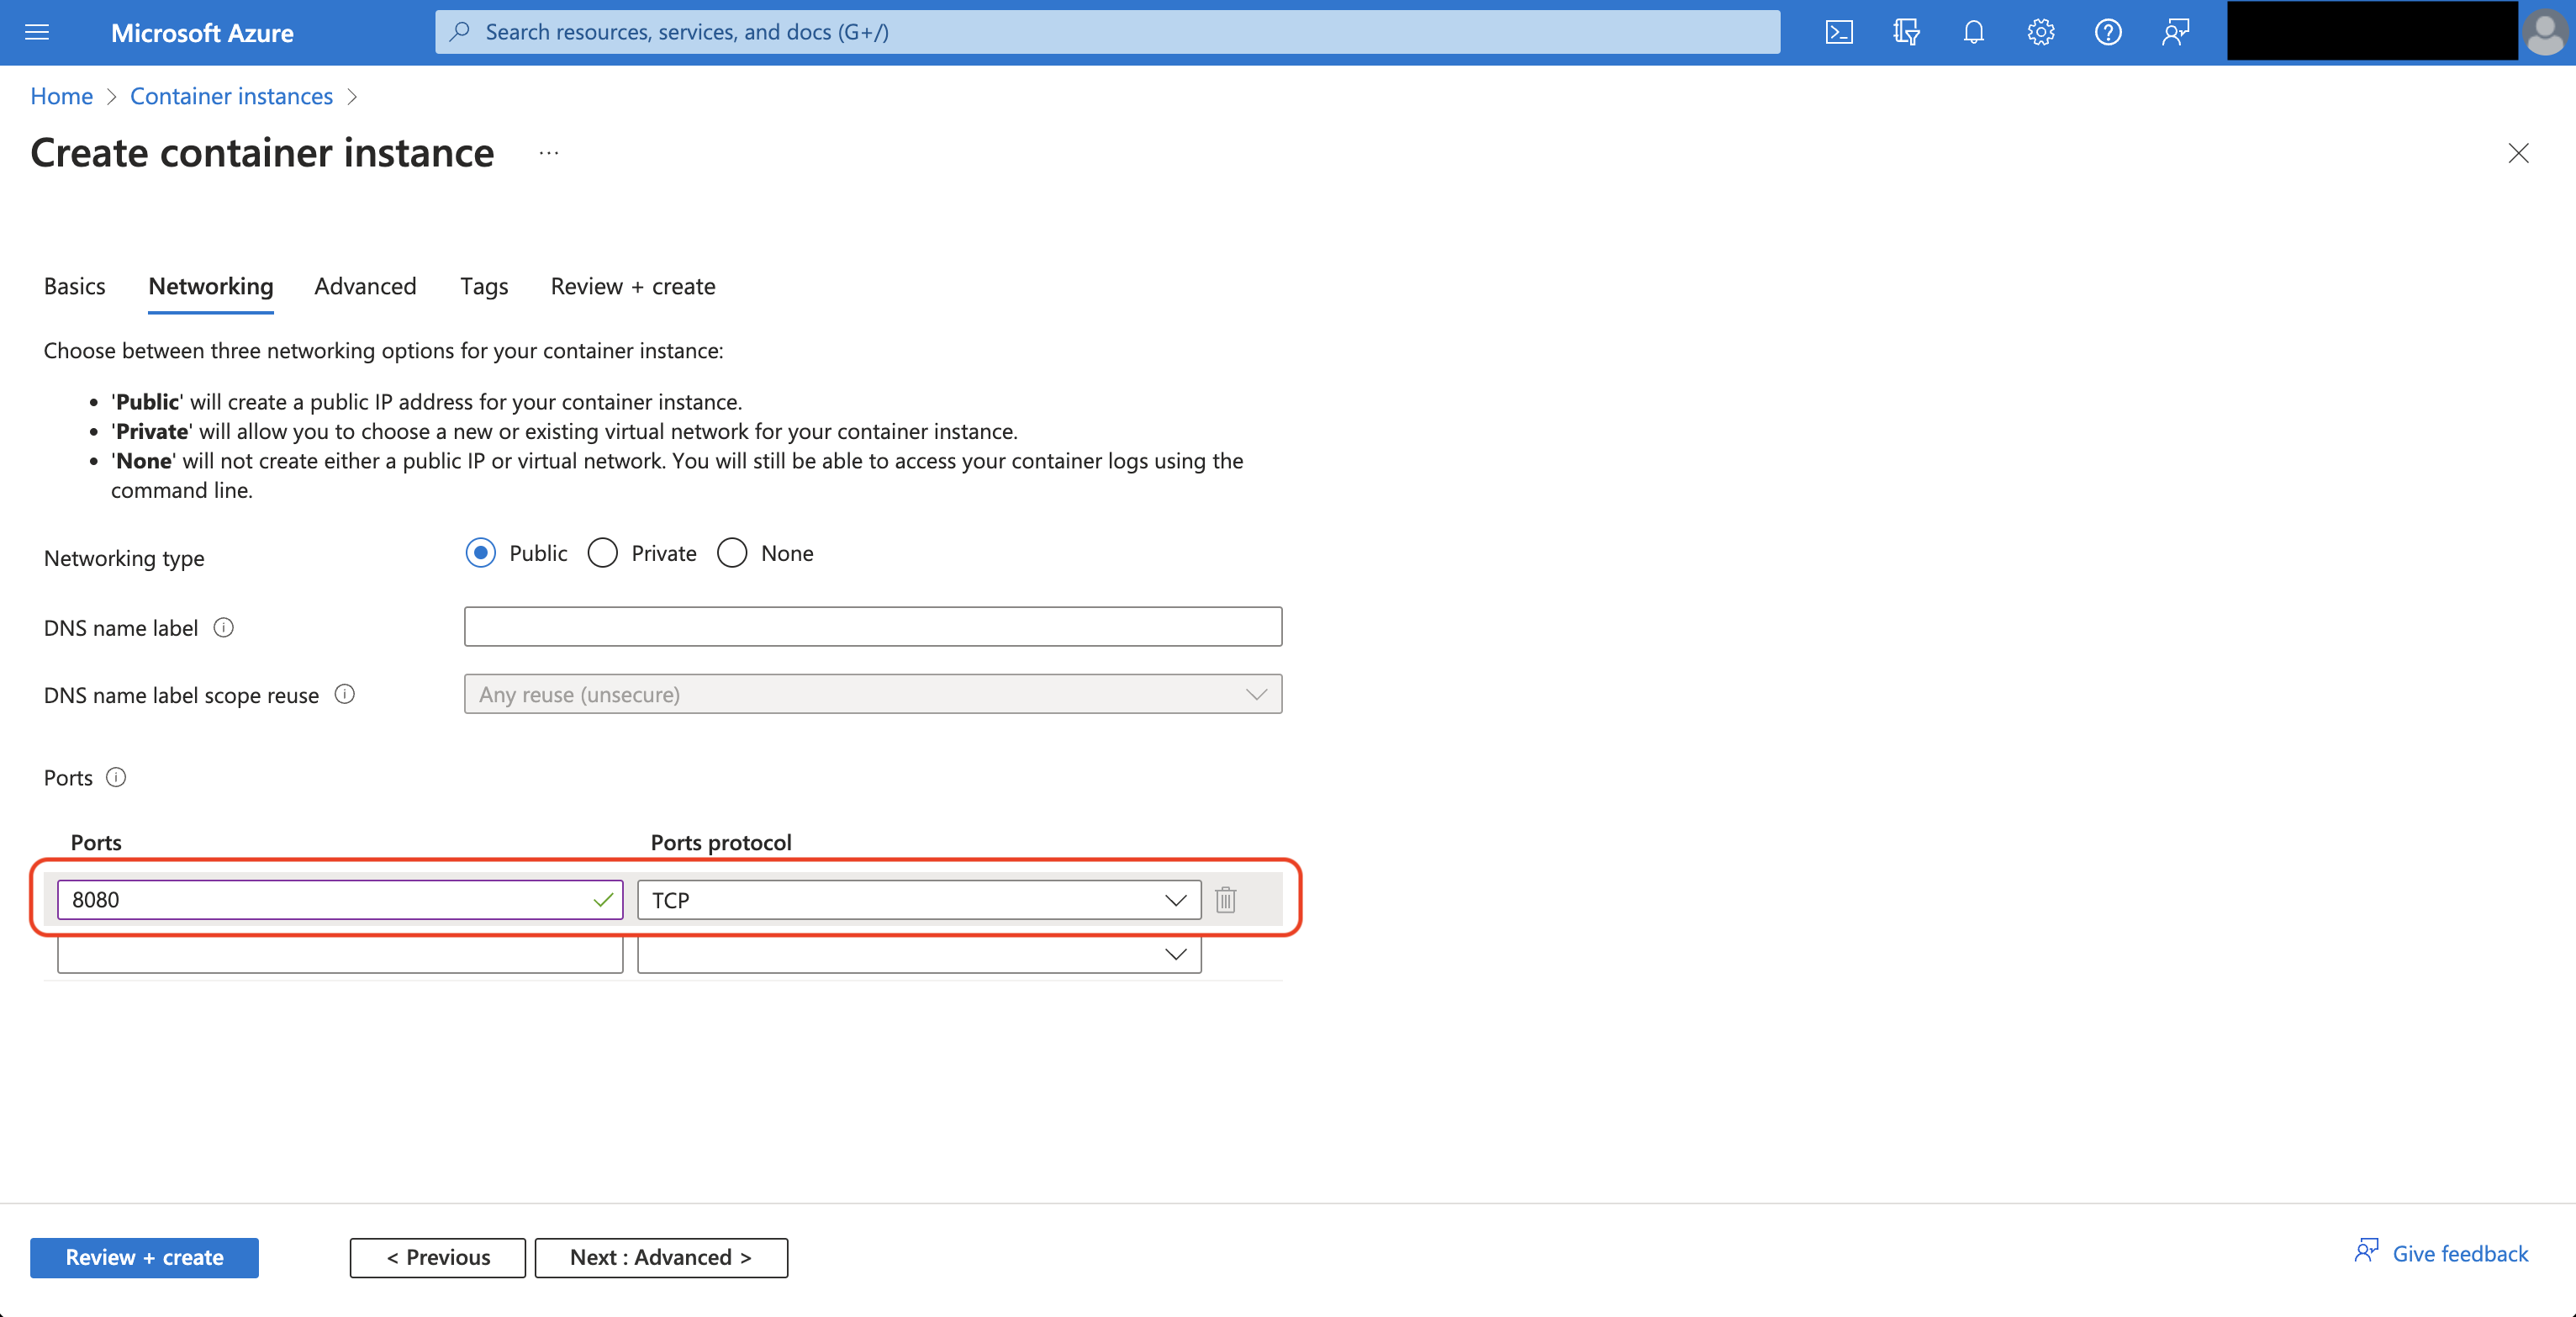 Microsoft Azure
Search resources, services, and docs (G+/)
Home > Container instances >
Create container instance ...
Basics Networking Advanced Tags Review + create
Choose between three networking options for your container instance:
• 'Public' will create a public IP address for your container instance.
• 'Private' will allow you to choose a new or existing virtual network for your container instance.
• 'None' will not create either a public IP or virtual network. You will still be able to access your container logs using the
command line.
Networking type Public Private None
DNS name label
DNS name label scope reuse Any reuse (unsecure)
Ports
Ports Ports protocol
8080 TCP
Review + create < Previous Next : Advanced > Give feedback